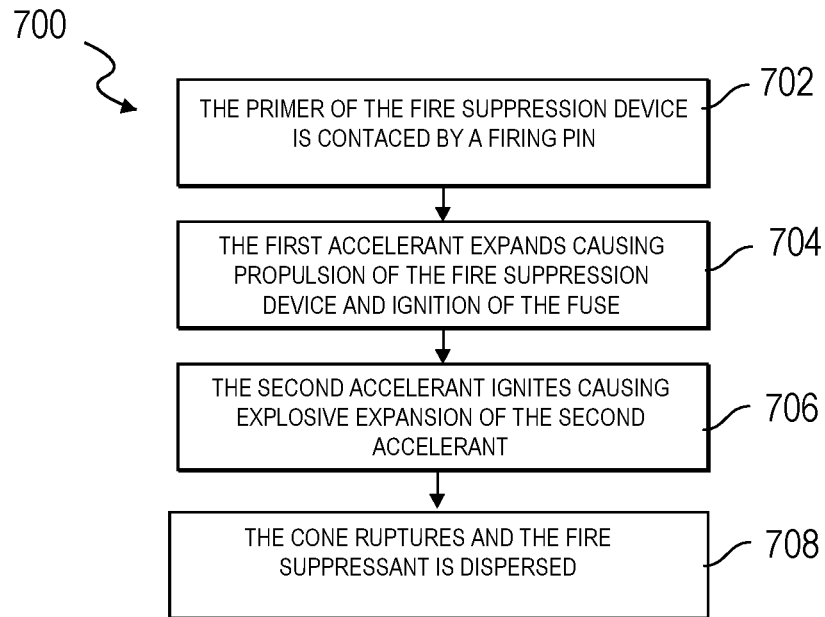 700
702
THE PRIMER OF THE FIRE SUPPRESSION DEVICE
IS CONTACED BY A FIRING PIN
704
THE FIRST ACCELERANT EXPANDS CAUSING
PROPULSION OF THE FIRE SUPPRESSION
DEVICE AND IGNITION OF THE FUSE
706
THE SECOND ACCELERANT IGNITES CAUSING
EXPLOSIVE EXPANSION OF THE SECOND
ACCELERANT
708
THE CONE RUPTURES AND THE FIRE
SUPPRESSANT IS DISPERSED